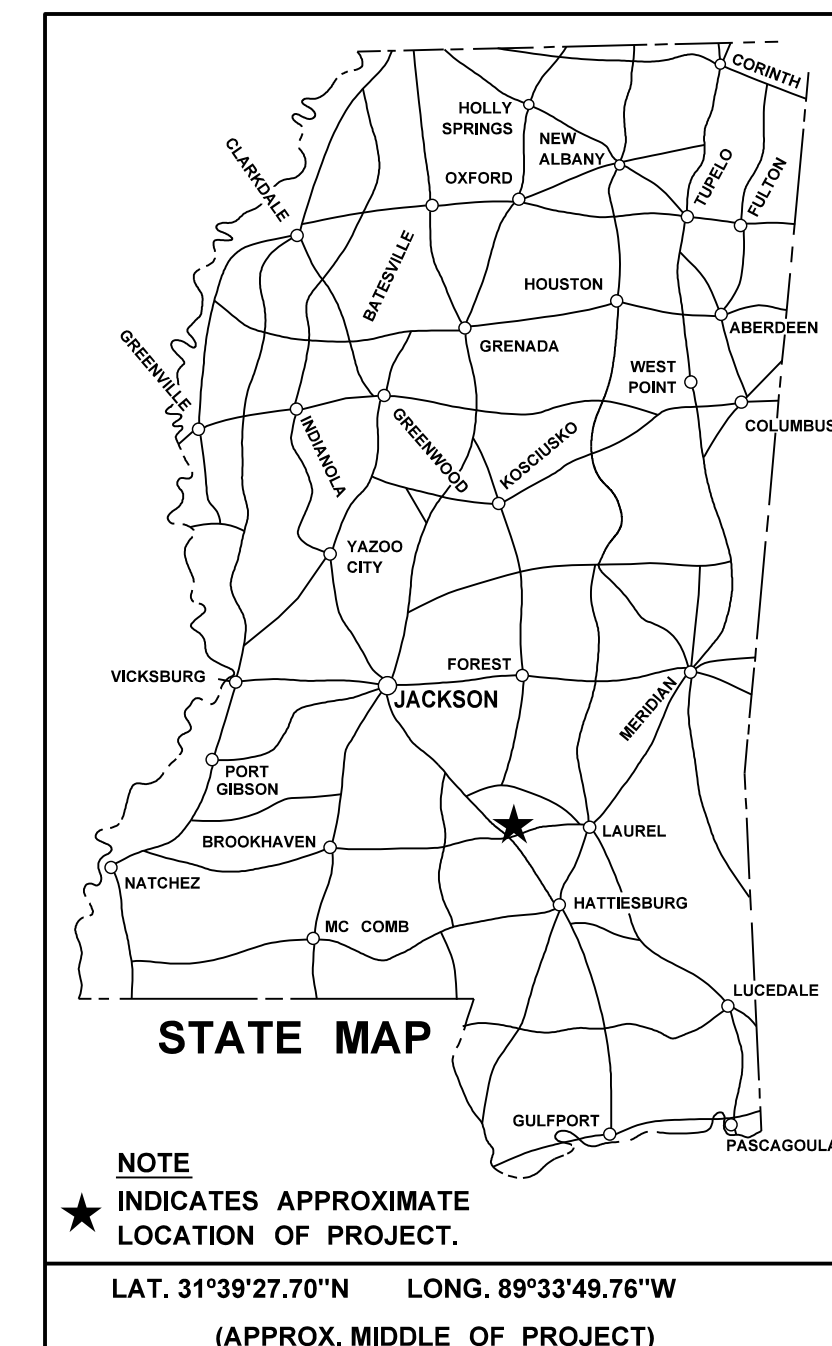 CORINTH
HOLLY
SPRINGS
NEW
ALBANY
CLARKDALE
OXFORD
TUPELO
FULTON
BATESVILLE
HOUSTON
ABERDEEN
GRENADA
GREENVILLE
WEST
POINT
COLUMBUS
INDIANOLA
GREENWOOD
KOSCIUSKO
YAZOO
CITY
VICKSBURG
FOREST
JACKSON
MERIDIAN
PORT
GIBSON
BROOKHAVEN
LAUREL
NATCHEZ
HATTIESBURG
MC COMB
LUCEDALE
STATE MAP
GULFPORT
PASCAGOULA
NOTE
INDICATES APPROXIMATE
LOCATION OF PROJECT.
LAT. 31º39'27.70"N LONG. 89º33'49.76"W
(APPROX. MIDDLE OF PROJECT)